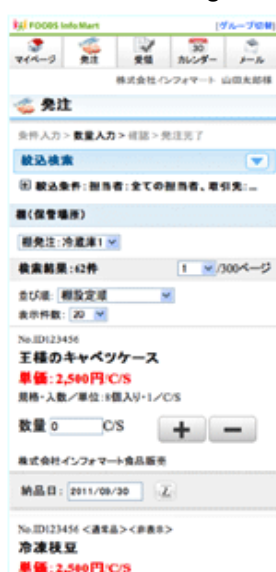 FOODS Info Mart [グループ切替]
マイページ 発注 受領 カレンダー メール
30
株式会社インフォマート 山田太郎様
発注
条件入力 > 数量入力 > 確認 > 発注完了
絞込検索
絞込条件:担当者:全ての担当者、取引先:...
棚(保管場所)
棚発注:冷蔵庫1
検索結果:62件 1 /300ページ
並び順: 棚設定順
表示件数: 20
No.ID123456
王様のキャベツケース
単価:2,500円/C/S
規格・入数/単位:8個入り・1/C/S
数量 0 C/S + −
株式会社インフォマート食品販売
納品日: 2011/09/30
No.ID123456 <通常品><非表示>
冷凍枝豆
単価:2,500円/C/S